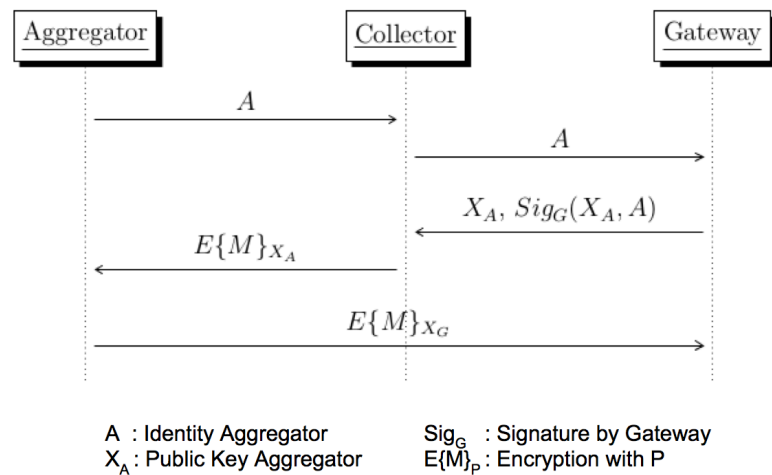 Aggregator Collector Gateway
A
A
X_A, Sig_G(X_A, A)
E{M}_{X_A}
E{M}_{X_G}
A : Identity Aggregator Sig_G : Signature by Gateway
X_A : Public Key Aggregator E{M}_P : Encryption with P